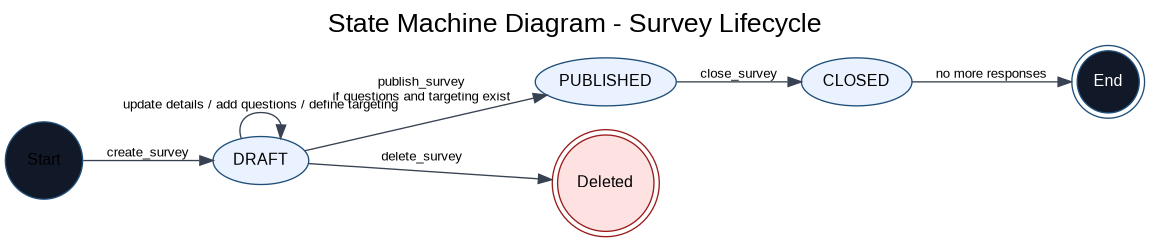 State Machine Diagram - Survey Lifecycle
publish_survey
if questions and targeting exist
update details / add questions / define targeting
PUBLISHED
close_survey
CLOSED
no more responses
End
Start
create_survey
DRAFT
delete_survey
Deleted